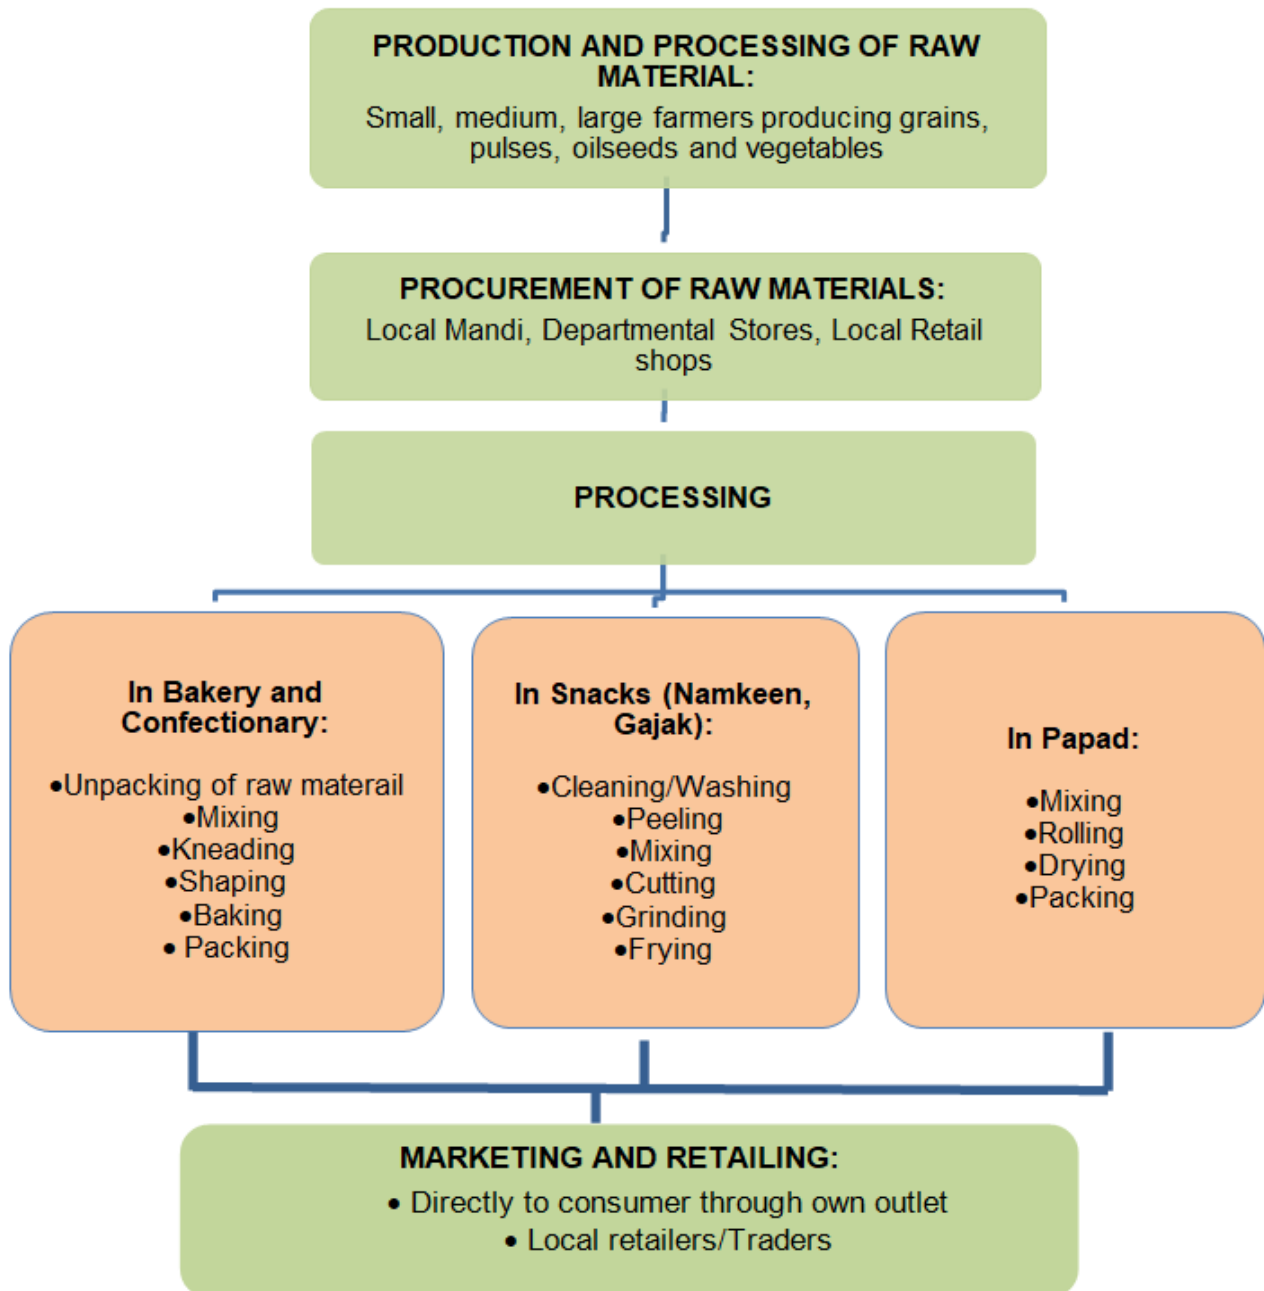 PRODUCTION AND PROCESSING OF RAW
MATERIAL:
Small, medium, large farmers producing grains,
pulses, oilseeds and vegetables
PROCUREMENT OF RAW MATERIALS:
Local Mandi, Departmental Stores, Local Retail
shops
PROCESSING
In Bakery and
Confectionary:
•Unpacking of raw materail
•Mixing
•Kneading
•Shaping
•Baking
• Packing
In Snacks (Namkeen,
Gajak):
•Cleaning/Washing
•Peeling
•Mixing
•Cutting
•Grinding
•Frying
In Papad:
•Mixing
•Rolling
•Drying
•Packing
MARKETING AND RETAILING:
• Directly to consumer through own outlet
• Local retailers/Traders